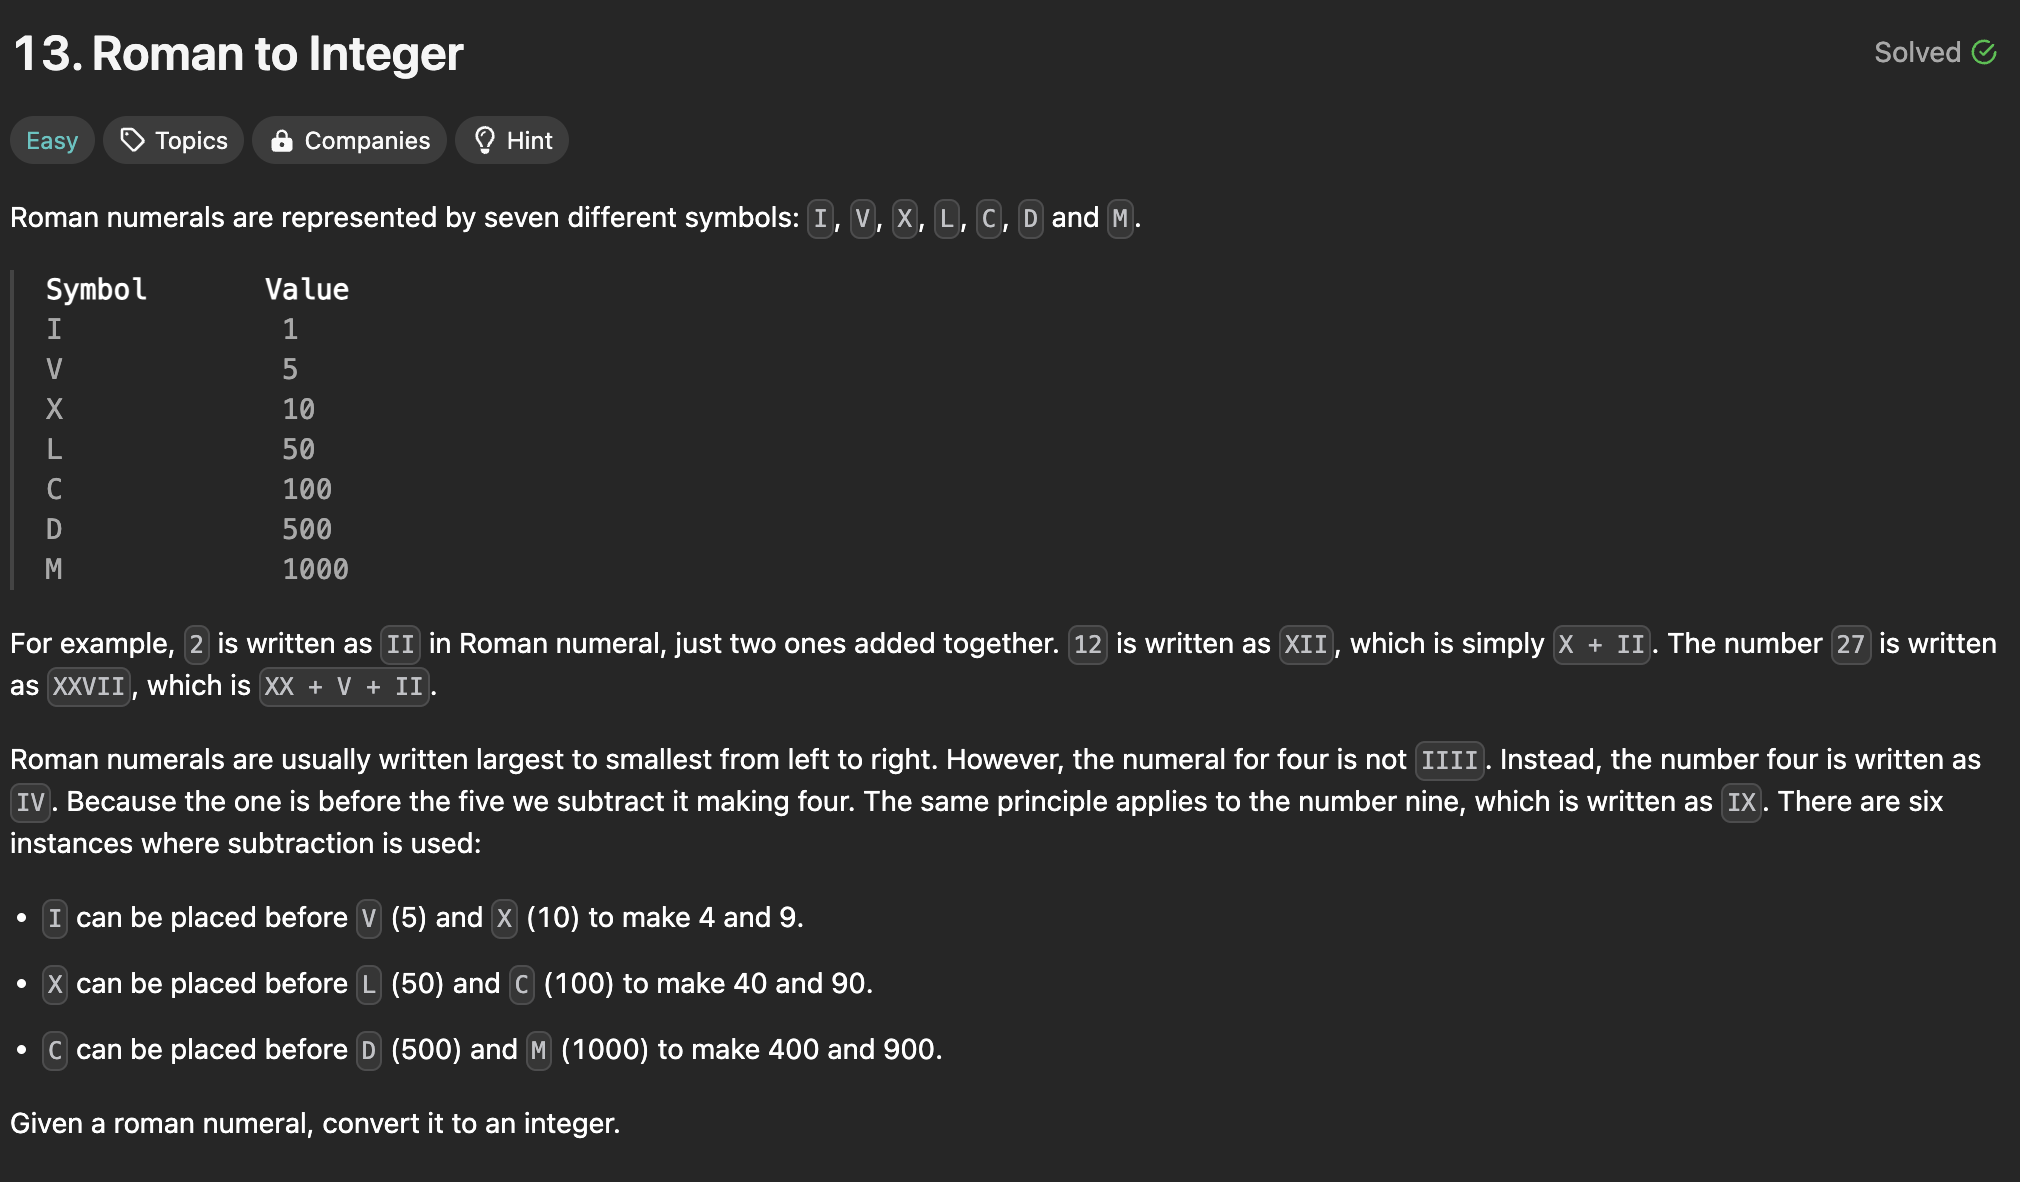 13. Roman to Integer
Solved
Easy
Topics
Companies
Hint
Roman numerals are represented by seven different symbols: I, V, X, L, C, D and M.
Symbol Value
I 1
V 5
X 10
L 50
C 100
D 500
M 1000
For example, 2 is written as II in Roman numeral, just two ones added together. 12 is written as XII, which is simply X + II. The number 27 is written
as XXVII, which is XX + V + II.
Roman numerals are usually written largest to smallest from left to right. However, the numeral for four is not IIII. Instead, the number four is written as
IV. Because the one is before the five we subtract it making four. The same principle applies to the number nine, which is written as IX. There are six
instances where subtraction is used:
• I can be placed before V (5) and X (10) to make 4 and 9.
• X can be placed before L (50) and C (100) to make 40 and 90.
• C can be placed before D (500) and M (1000) to make 400 and 900.
Given a roman numeral, convert it to an integer.